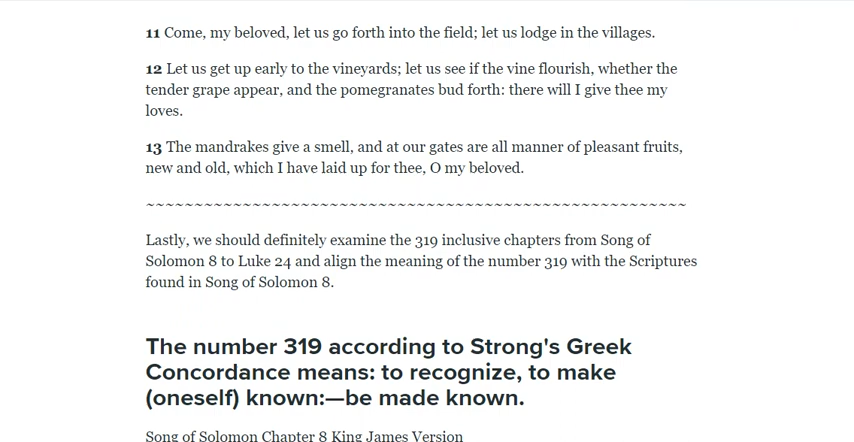 11 Come, my beloved, let us go forth into the field; let us lodge in the villages.
12 Let us get up early to the vineyards; let us see if the vine flourish, whether the
tender grape appear, and the pomegranates bud forth: there will I give thee my
loves.
13 The mandrakes give a smell, and at our gates are all manner of pleasant fruits,
new and old, which I have laid up for thee, O my beloved.
~~~~~~~~~~~~~~~~~~~~~~~~~~~~~~~~~~~~~~~~~~~~~~~~~~~~~~~~
Lastly, we should definitely examine the 319 inclusive chapters from Song of
Solomon 8 to Luke 24 and align the meaning of the number 319 with the Scriptures
found in Song of Solomon 8.
The number 319 according to Strong's Greek
Concordance means: to recognize, to make
(oneself) known:—be made known.
Song of Solomon Chapter 8 King James Version